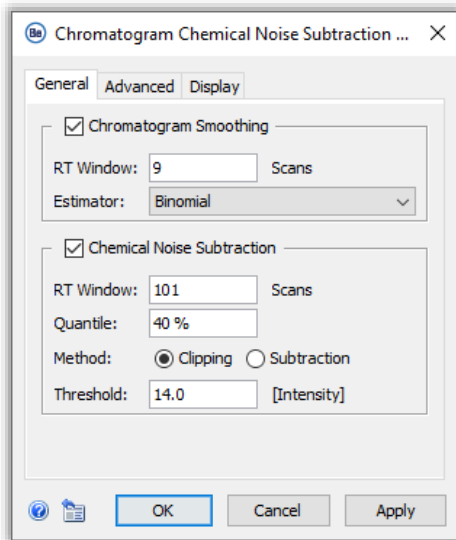 Be Chromatogram Chemical Noise Subtraction ... ×
General Advanced Display
Chromatogram Smoothing
RT Window: 9 Scans
Estimator: Binomial
Chemical Noise Subtraction
RT Window: 101 Scans
Quantile: 40 %
Method: Clipping Subtraction
Threshold: 14.0 [Intensity]
? OK Cancel Apply